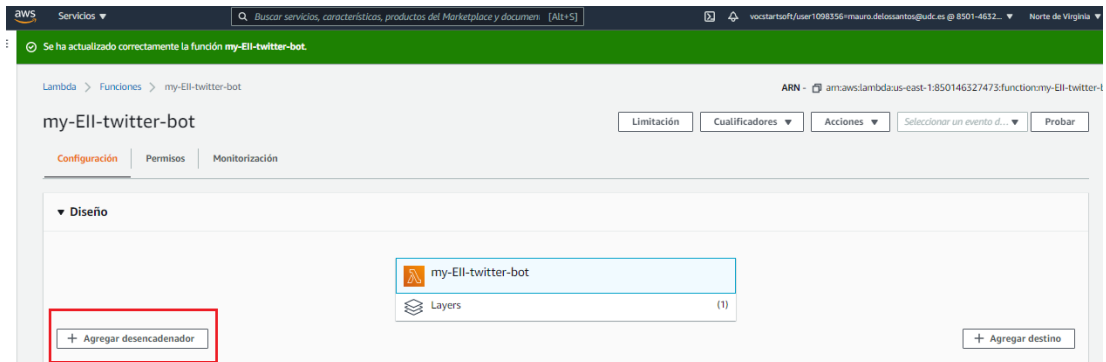 aws Servicios ▼ Buscar servicios, características, productos del Marketplace y documen [Alt+S] vocstartsoft/user1098356=mauro.delossantos@udc.es @ 8501-4632... ▼ Norte de Virginia ▼
Se ha actualizado correctamente la función my-EII-twitter-bot.
Lambda > Funciones > my-EII-twitter-bot
ARN - arn:aws:lambda:us-east-1:850146327473:function:my-EII-twitter-b
my-EII-twitter-bot
Limitación Cualificadores ▼ Acciones ▼ Seleccionar un evento d... ▼ Probar
Configuración Permisos Monitorización
▼ Diseño
my-EII-twitter-bot
Layers (1)
+ Agregar desencadenador
+ Agregar destino